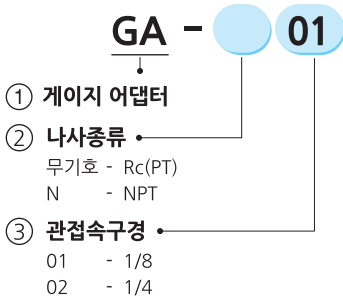 GA - 01
① 게이지 어댑터
② 나사종류
무기호 - Rc(PT)
N - NPT
③ 관접속구경
01 - 1/8
02 - 1/4